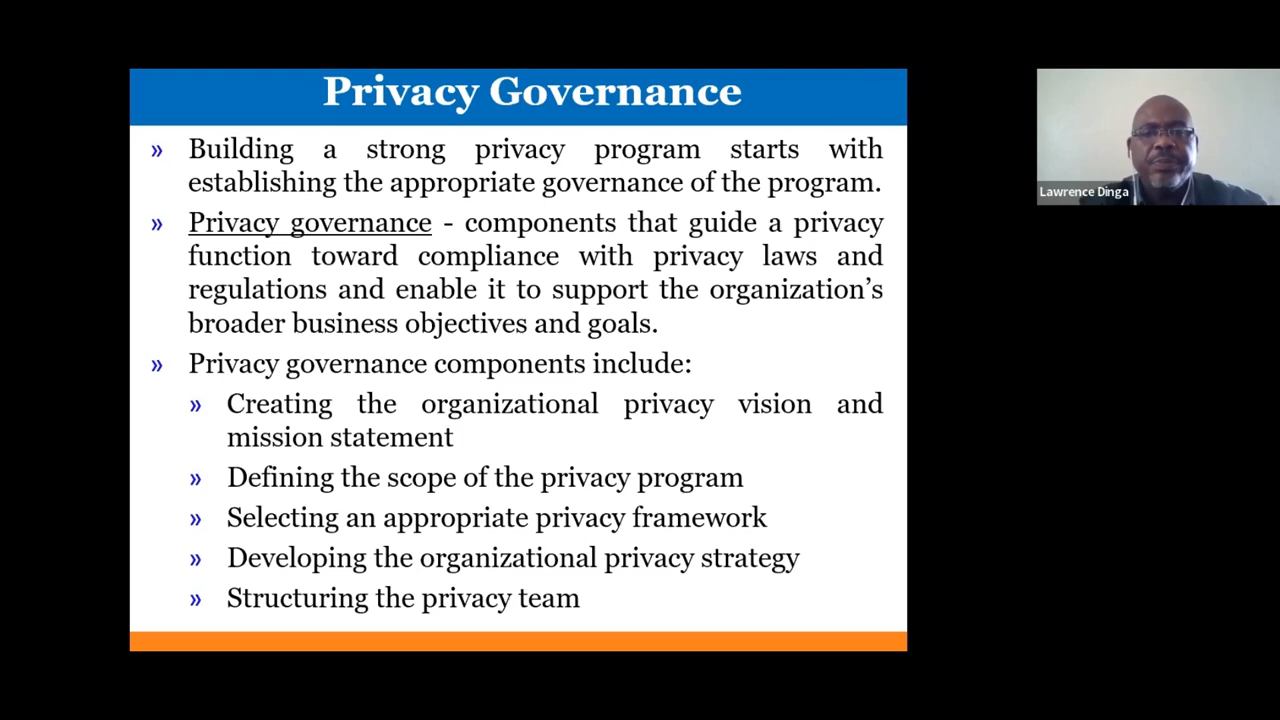 Privacy Governance
» Building a strong privacy program starts with
establishing the appropriate governance of the program.
» Privacy governance - components that guide a privacy
function toward compliance with privacy laws and
regulations and enable it to support the organization’s
broader business objectives and goals.
» Privacy governance components include:
» Creating the organizational privacy vision and
mission statement
» Defining the scope of the privacy program
» Selecting an appropriate privacy framework
» Developing the organizational privacy strategy
» Structuring the privacy team
Lawrence Dinga